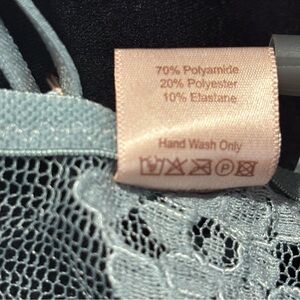 70% Polyamide
20% Polyester
10% Elastane
Hand Wash Only